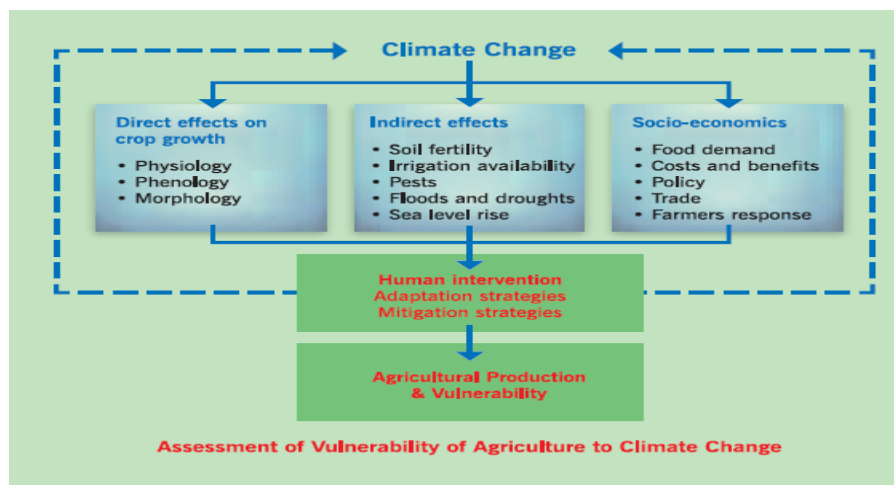 Climate Change
Direct effects on
crop growth
• Physiology
• Phenology
• Morphology
Indirect effects
• Soil fertility
• Irrigation availability
• Pests
• Floods and droughts
• Sea level rise
Socio-economics
• Food demand
• Costs and benefits
• Policy
• Trade
• Farmers response
Human intervention
Adaptation strategies
Mitigation strategies
Agricultural Production
& Vulnerability
Assessment of Vulnerability of Agriculture to Climate Change